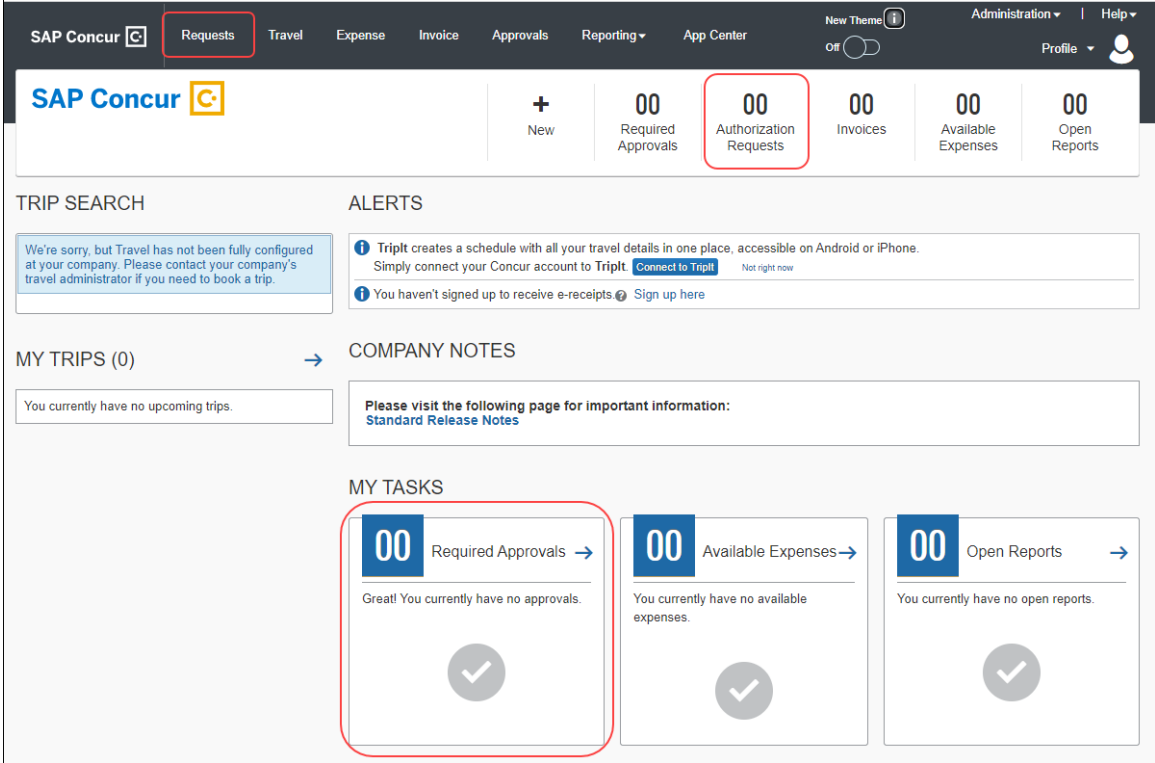 SAP Concur
Requests
Travel
Expense
Invoice
Approvals
Reporting
App Center
New Theme
Off
Administration
|
Help
Profile
SAP Concur
+
New
00
Required
Approvals
00
Authorization
Requests
00
Invoices
00
Available
Expenses
00
Open
Reports
TRIP SEARCH
We're sorry, but Travel has not been fully configured
at your company. Please contact your company's
travel administrator if you need to book a trip.
MY TRIPS (0)
You currently have no upcoming trips.
ALERTS
TripIt creates a schedule with all your travel details in one place, accessible on Android or iPhone.
Simply connect your Concur account to TripIt. Connect to TripIt Not right now
You haven't signed up to receive e-receipts. Sign up here
COMPANY NOTES
Please visit the following page for important information:
Standard Release Notes
MY TASKS
00 Required Approvals
Great! You currently have no approvals.
00 Available Expenses
You currently have no available
expenses.
00 Open Reports
You currently have no open reports.